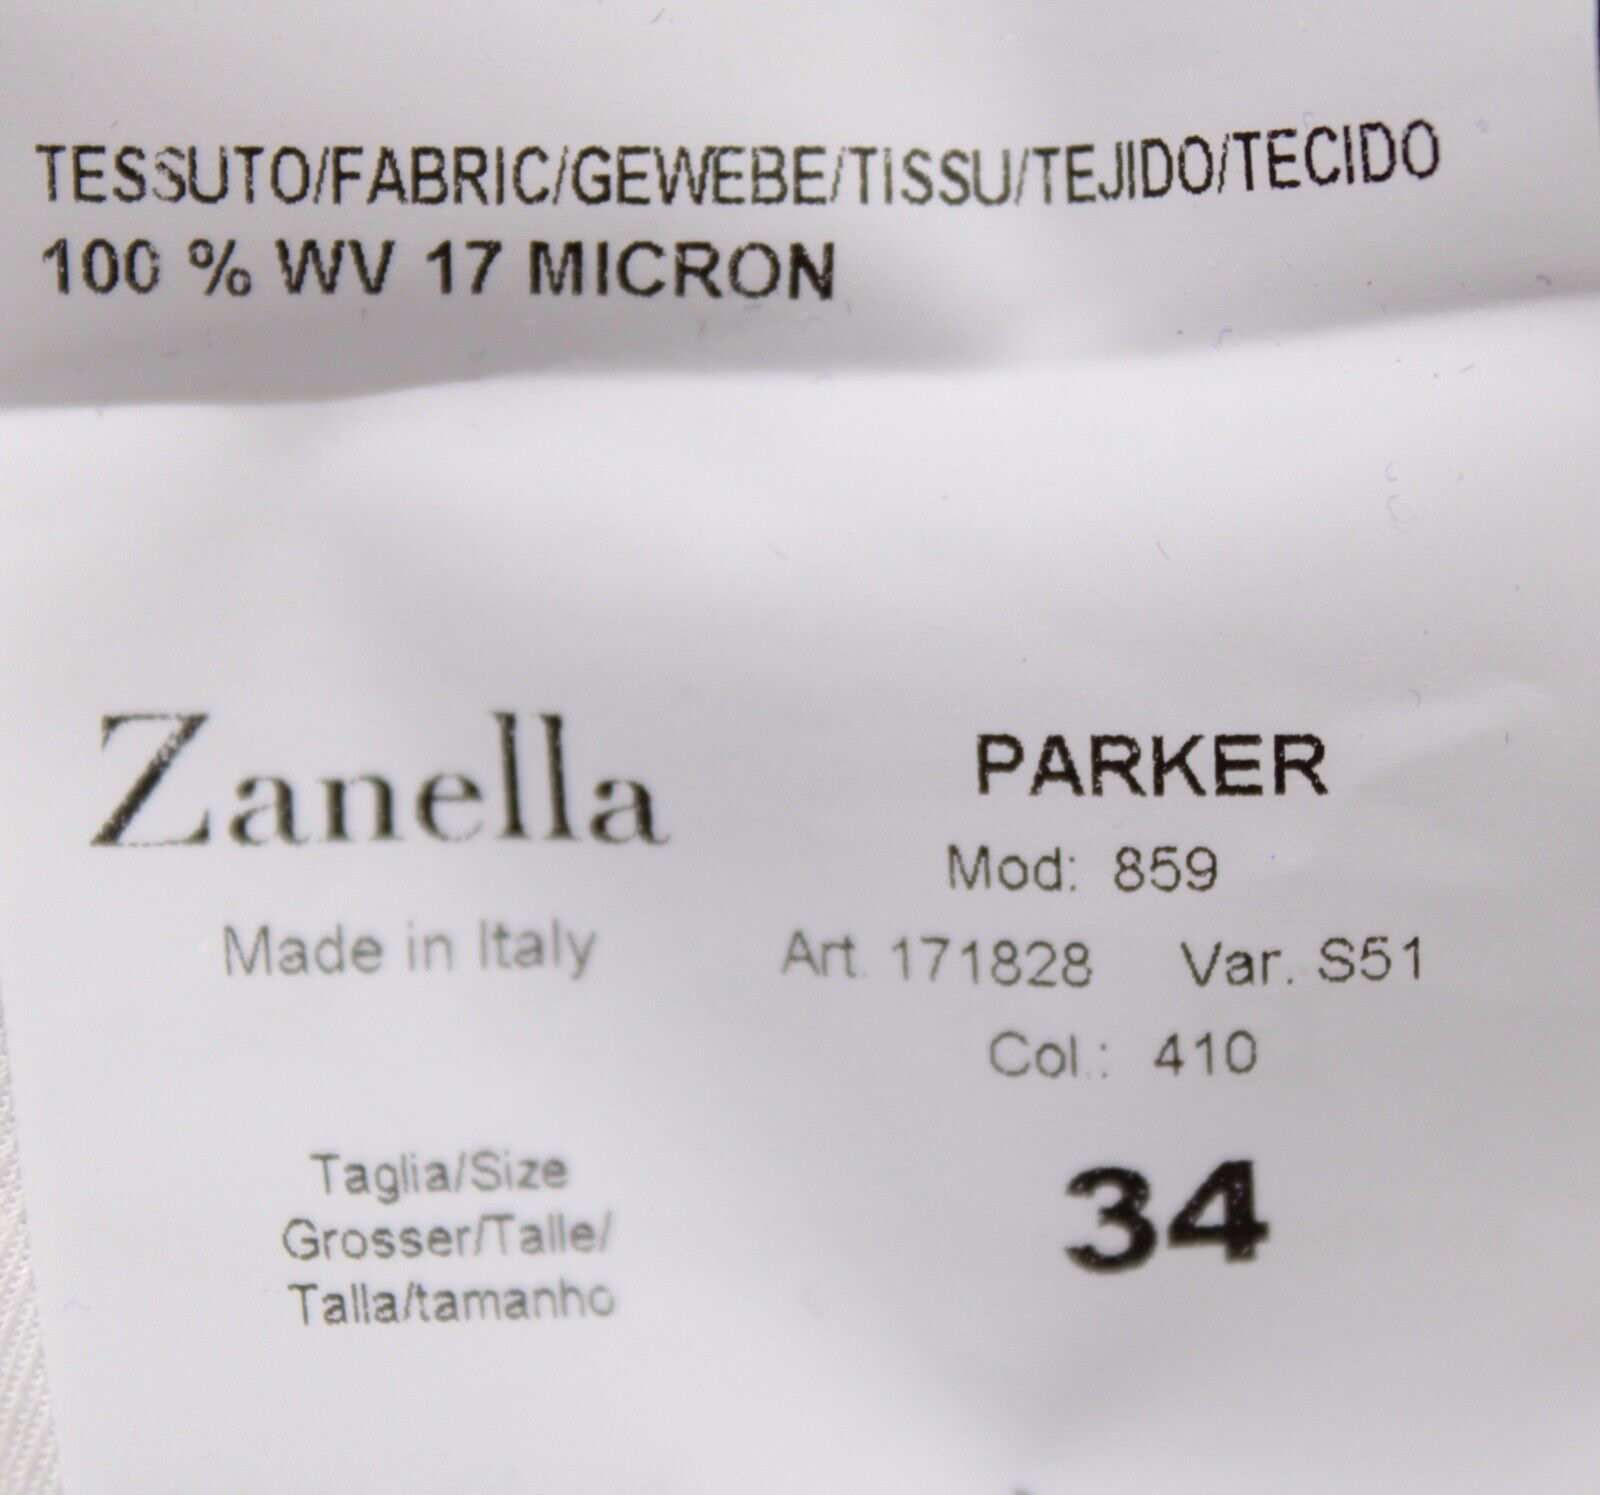 TESSUTO/FABRIC/GEWEBE/TISSU/TEJIDO/TECIDO
100 % WV 17 MICRON
Zanella
Made in Italy
PARKER
Mod: 859
Art. 171828 Var. S51
Col.: 410
Taglia/Size
Grosser/Talle/
Talla/tamanho
34